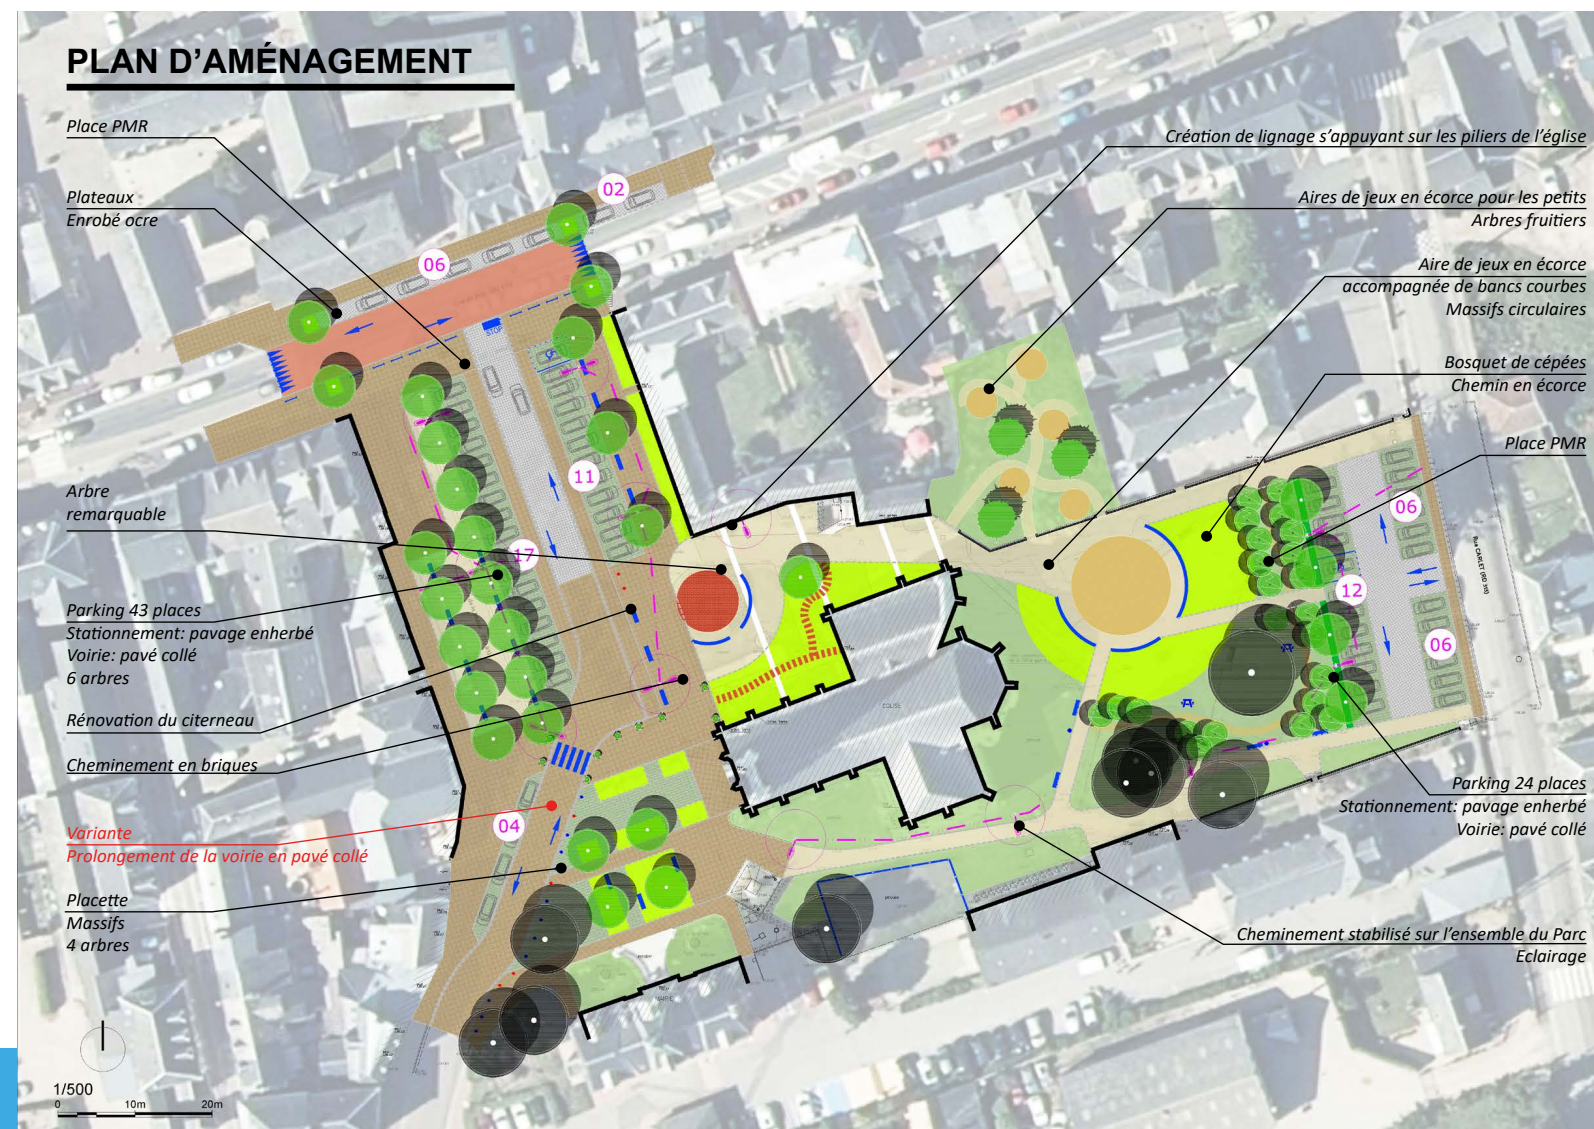 PLAN D'AMÉNAGEMENT
Place PMR
Plateaux
Enrobé ocre
Arbre
remarquable
Parking 43 places
Stationnement: pavage enherbé
Voirie: pavé collé
6 arbres
Rénovation du citerneau
Cheminement en briques
Variante
Prolongement de la voirie en pavé collé
Placette
Massifs
4 arbres
1/500
0 10m 20m
Création de lignage s'appuyant sur les piliers de l'église
Aires de jeux en écorce pour les petits
Arbres fruitiers
Aire de jeux en écorce
accompagnée de bancs courbes
Massifs circulaires
Bosquet de cépées
Chemin en écorce
Place PMR
Parking 24 places
Stationnement: pavage enherbé
Voirie: pavé collé
Cheminement stabilisé sur l'ensemble du Parc
Eclairage
02
06
STOP
11
17
04
06
12
06
EGLISE
MAIRIE
Rue CARLET